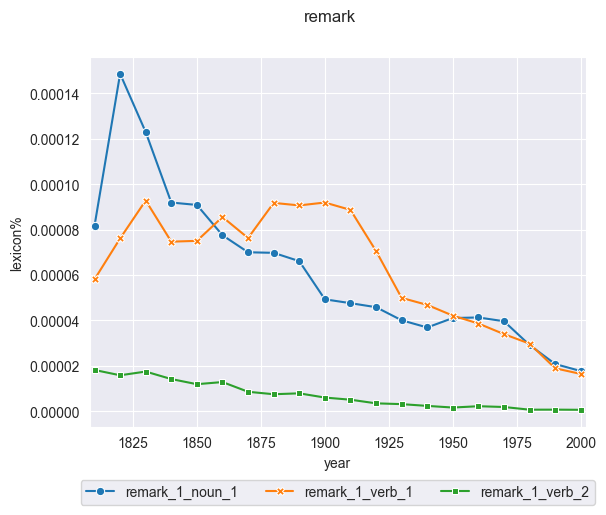 remark
0.00014
0.00012
0.00010
0.00008
0.00006
0.00004
0.00002
0.00000
lexicon%
1825 1850 1875 1900 1925 1950 1975 2000
year
remark_1_noun_1 remark_1_verb_1 remark_1_verb_2